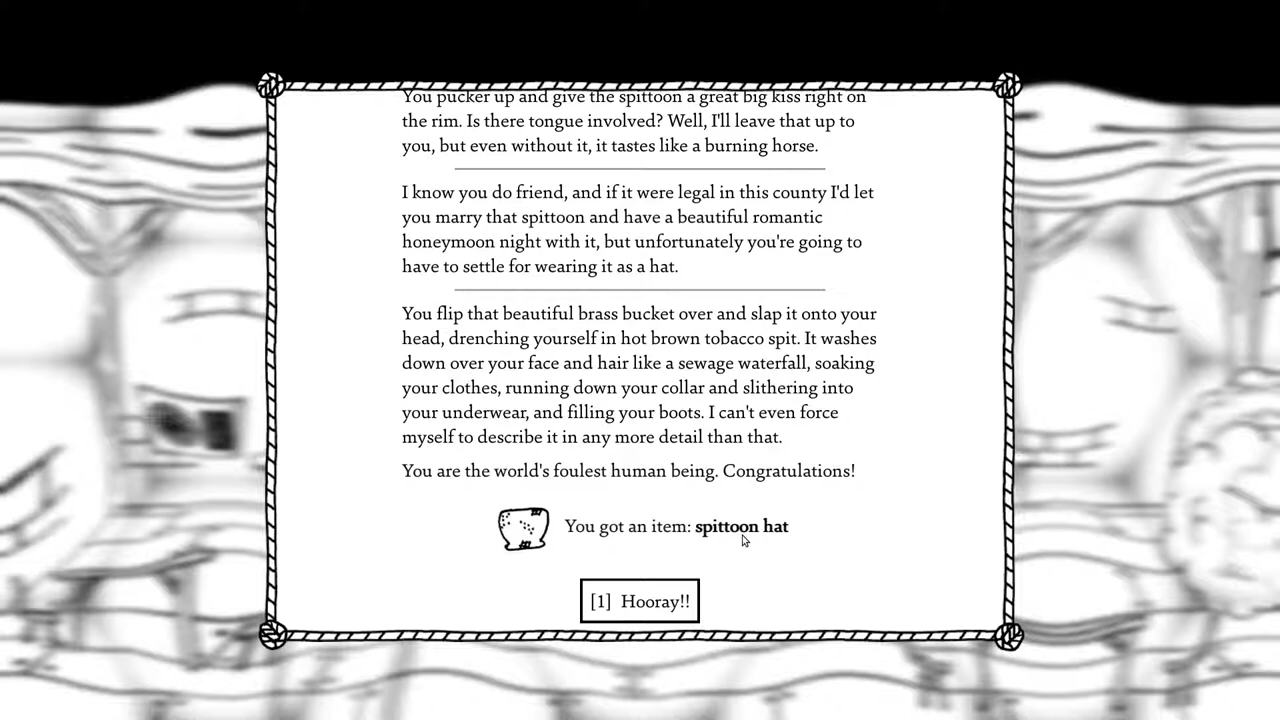 You pucker up and give the spittoon a great big kiss right on
the rim. Is there tongue involved? Well, I'll leave that up to
you, but even without it, it tastes like a burning horse.
I know you do friend, and if it were legal in this county I'd let
you marry that spittoon and have a beautiful romantic
honeymoon night with it, but unfortunately you're going to
have to settle for wearing it as a hat.
You flip that beautiful brass bucket over and slap it onto your
head, drenching yourself in hot brown tobacco spit. It washes
down over your face and hair like a sewage waterfall, soaking
your clothes, running down your collar and slithering into
your underwear, and filling your boots. I can't even force
myself to describe it in any more detail than that.
You are the world's foulest human being. Congratulations!
You got an item: spittoon hat
[1] Hooray!!